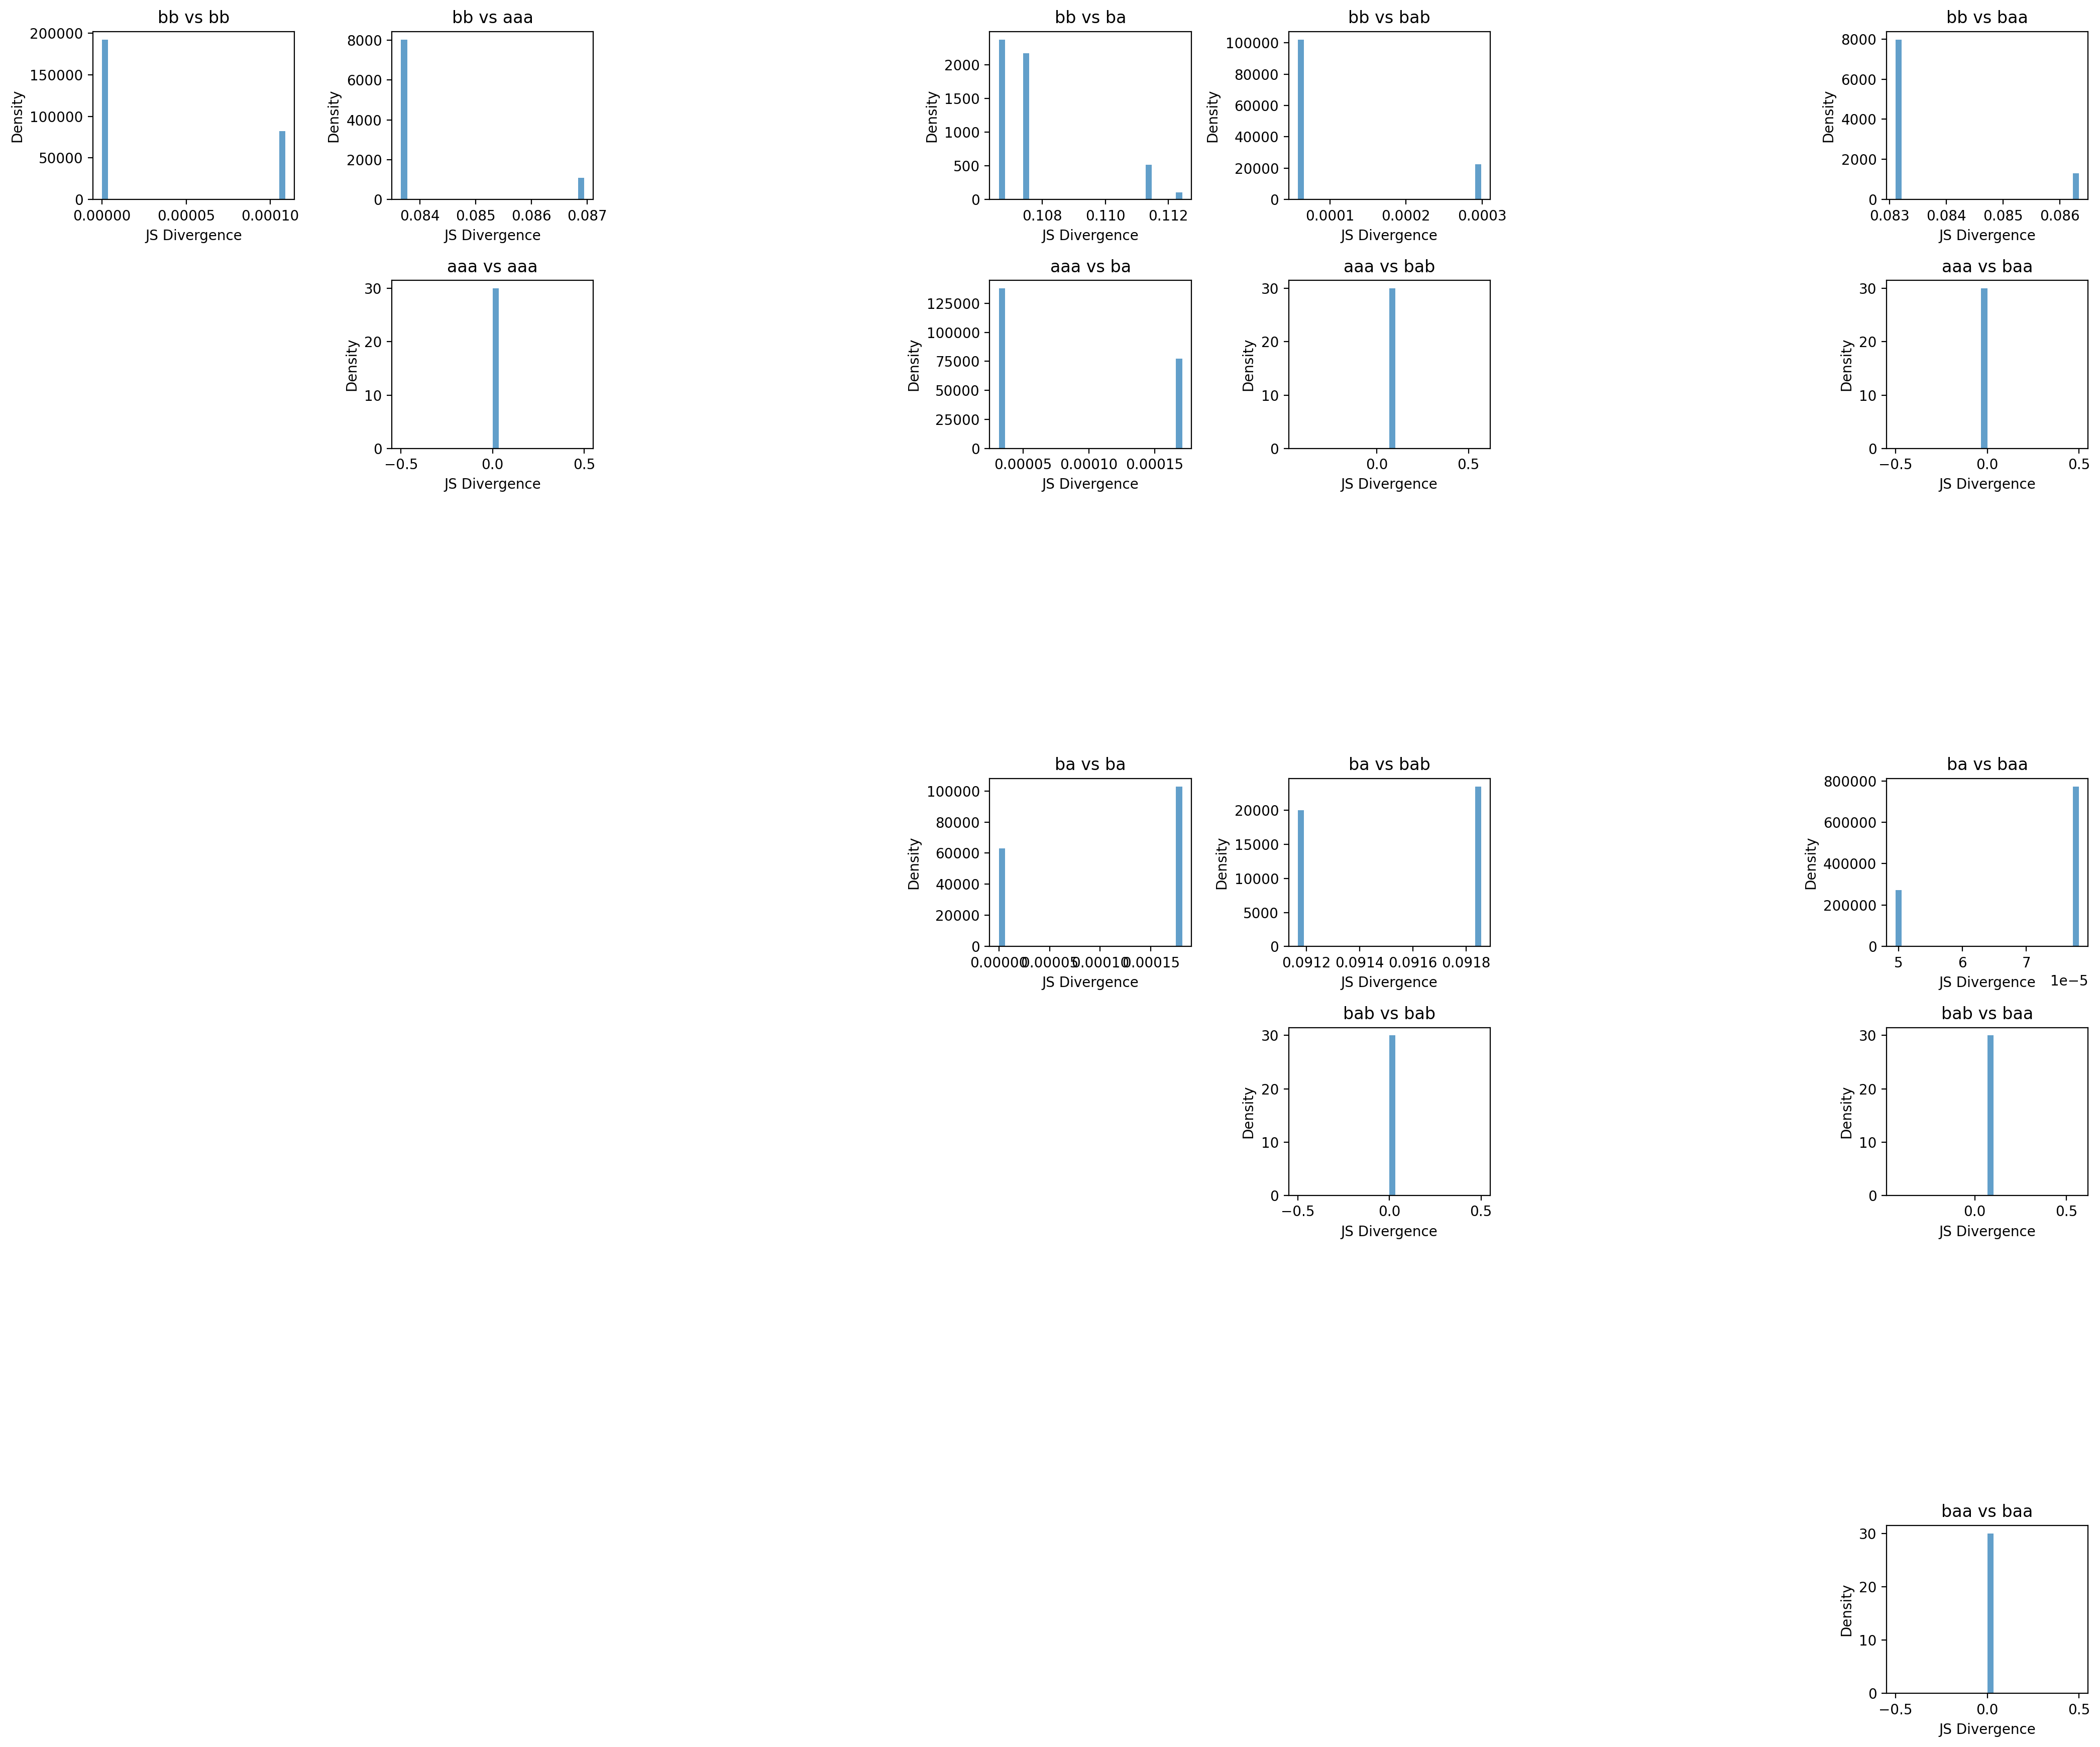 bb vs bb
200000
150000
100000
50000
0
0.00000 0.00005 0.00010
Density
JS Divergence
bb vs aaa
8000
6000
4000
2000
0
0.084 0.085 0.086 0.087
Density
JS Divergence
bb vs ba
2000
1500
1000
500
0
0.108 0.110 0.112
Density
JS Divergence
bb vs bab
100000
80000
60000
40000
20000
0
0.0001 0.0002 0.0003
Density
JS Divergence
bb vs baa
8000
6000
4000
2000
0
0.083 0.084 0.085 0.086
Density
JS Divergence
aaa vs aaa
30
20
10
0
−0.5 0.0 0.5
Density
JS Divergence
aaa vs ba
125000
100000
75000
50000
25000
0
0.00005 0.00010 0.00015
Density
JS Divergence
aaa vs bab
30
20
10
0
0.0 0.5
Density
JS Divergence
aaa vs baa
30
20
10
0
−0.5 0.0 0.5
Density
JS Divergence
ba vs ba
100000
80000
60000
40000
20000
0
0.00000 0.00005 0.00010 0.00015
Density
JS Divergence
ba vs bab
20000
15000
10000
5000
0
0.0912 0.0914 0.0916 0.0918
Density
JS Divergence
ba vs baa
800000
600000
400000
200000
0
5 6 7
Density
JS Divergence 1e−5
bab vs bab
30
20
10
0
−0.5 0.0 0.5
Density
JS Divergence
bab vs baa
30
20
10
0
0.0 0.5
Density
JS Divergence
baa vs baa
30
20
10
0
−0.5 0.0 0.5
Density
JS Divergence